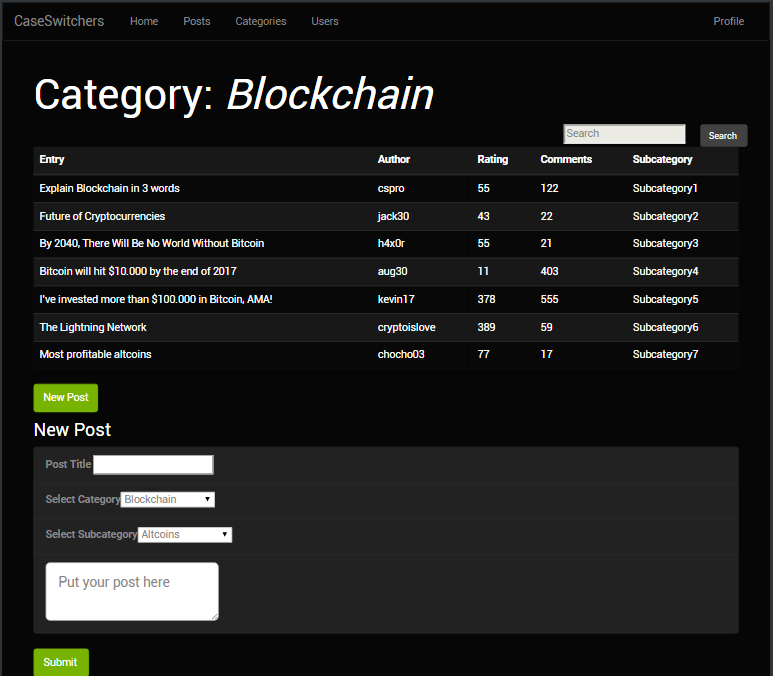 CaseSwitchers Home Posts Categories Users Profile
Category: Blockchain
Search Search
Entry Author Rating Comments Subcategory
Explain Blockchain in 3 words cspro 55 122 Subcategory1
Future of Cryptocurrencies jack30 43 22 Subcategory2
By 2040, There Will Be No World Without Bitcoin h4x0r 55 21 Subcategory3
Bitcoin will hit $10.000 by the end of 2017 aug30 11 403 Subcategory4
I've invested more than $100.000 in Bitcoin, AMA! kevin17 378 555 Subcategory5
The Lightning Network cryptoislove 389 59 Subcategory6
Most profitable altcoins chocho03 77 17 Subcategory7
New Post
New Post
Post Title
Select Category Blockchain
Select Subcategory Altcoins
Put your post here
Submit